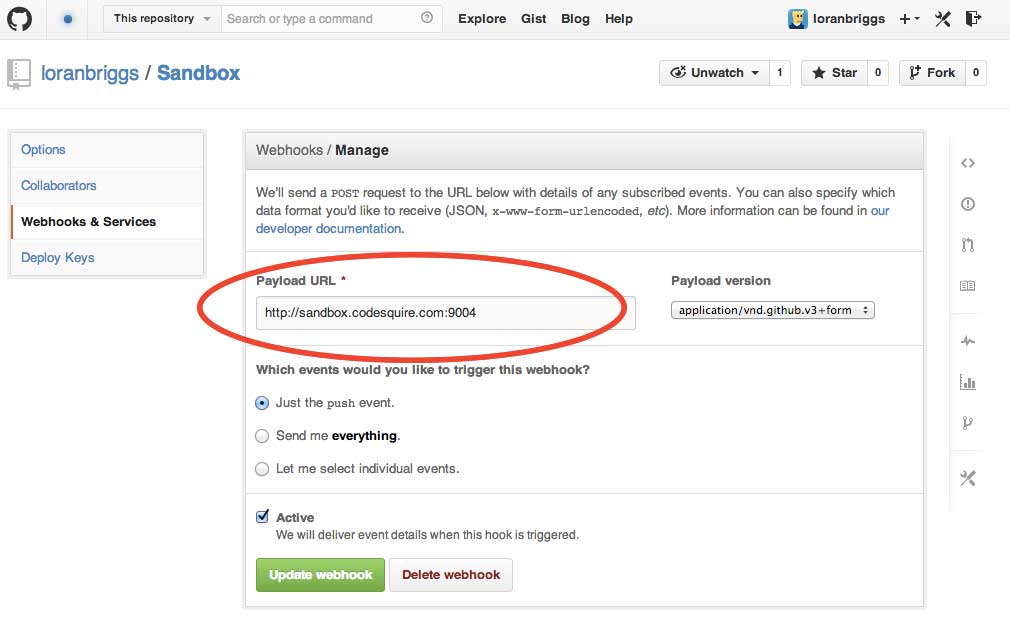 This repository
Search or type a command
Explore Gist Blog Help
loranbriggs
loranbriggs / Sandbox
Unwatch 1
Star 0
Fork 0
Options
Collaborators
Webhooks & Services
Deploy Keys
Webhooks / Manage
We'll send a POST request to the URL below with details of any subscribed events. You can also specify which
data format you'd like to receive (JSON, x-www-form-urlencoded, etc). More information can be found in our
developer documentation.
Payload URL *
http://sandbox.codesquire.com:9004
Payload version
application/vnd.github.v3+form
Which events would you like to trigger this webhook?
Just the push event.
Send me everything.
Let me select individual events.
Active
We will deliver event details when this hook is triggered.
Update webhook
Delete webhook